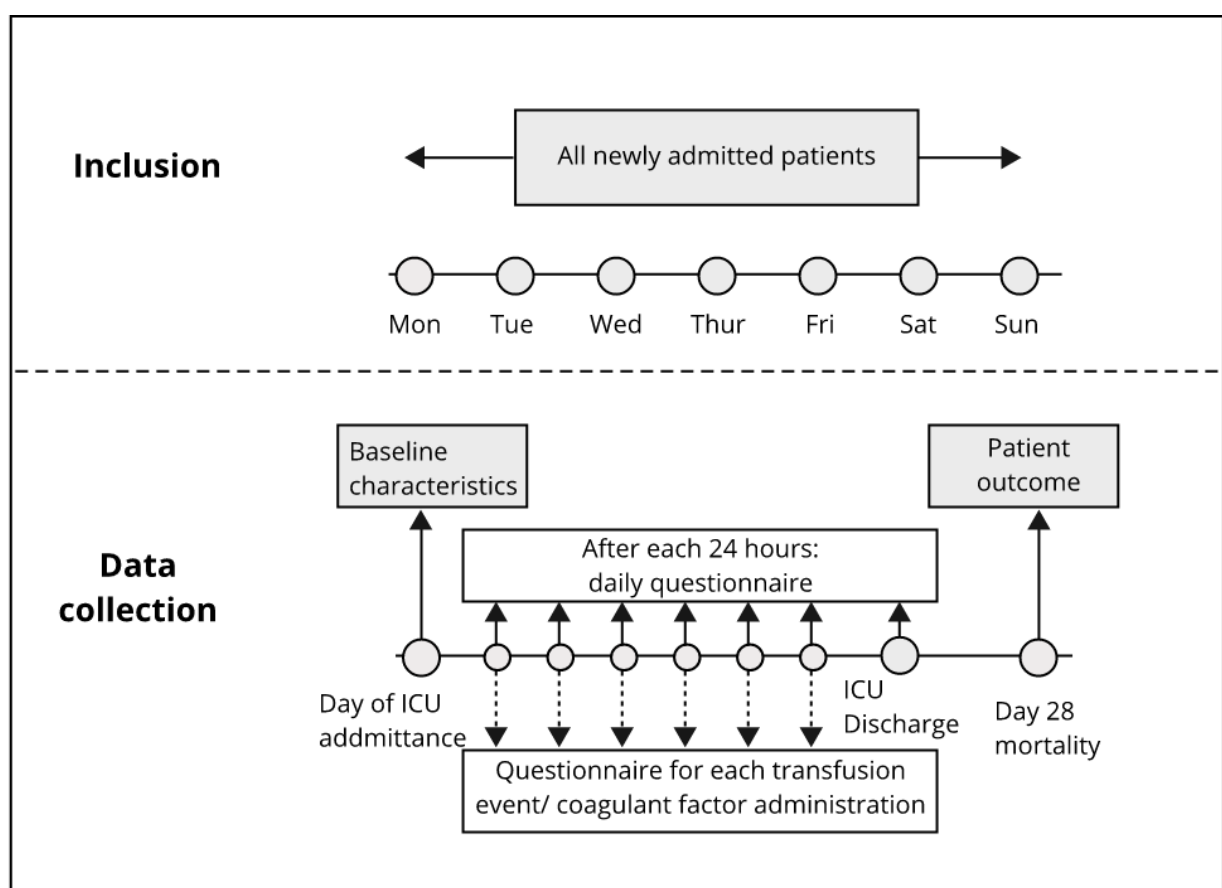 Inclusion
All newly admitted patients
Mon Tue Wed Thur Fri Sat Sun
Baseline
characteristics
Patient
outcome
After each 24 hours:
daily questionnaire
Data
collection
Day of ICU
addmittance
ICU
Discharge
Day 28
mortality
Questionnaire for each transfusion
event/ coagulant factor administration